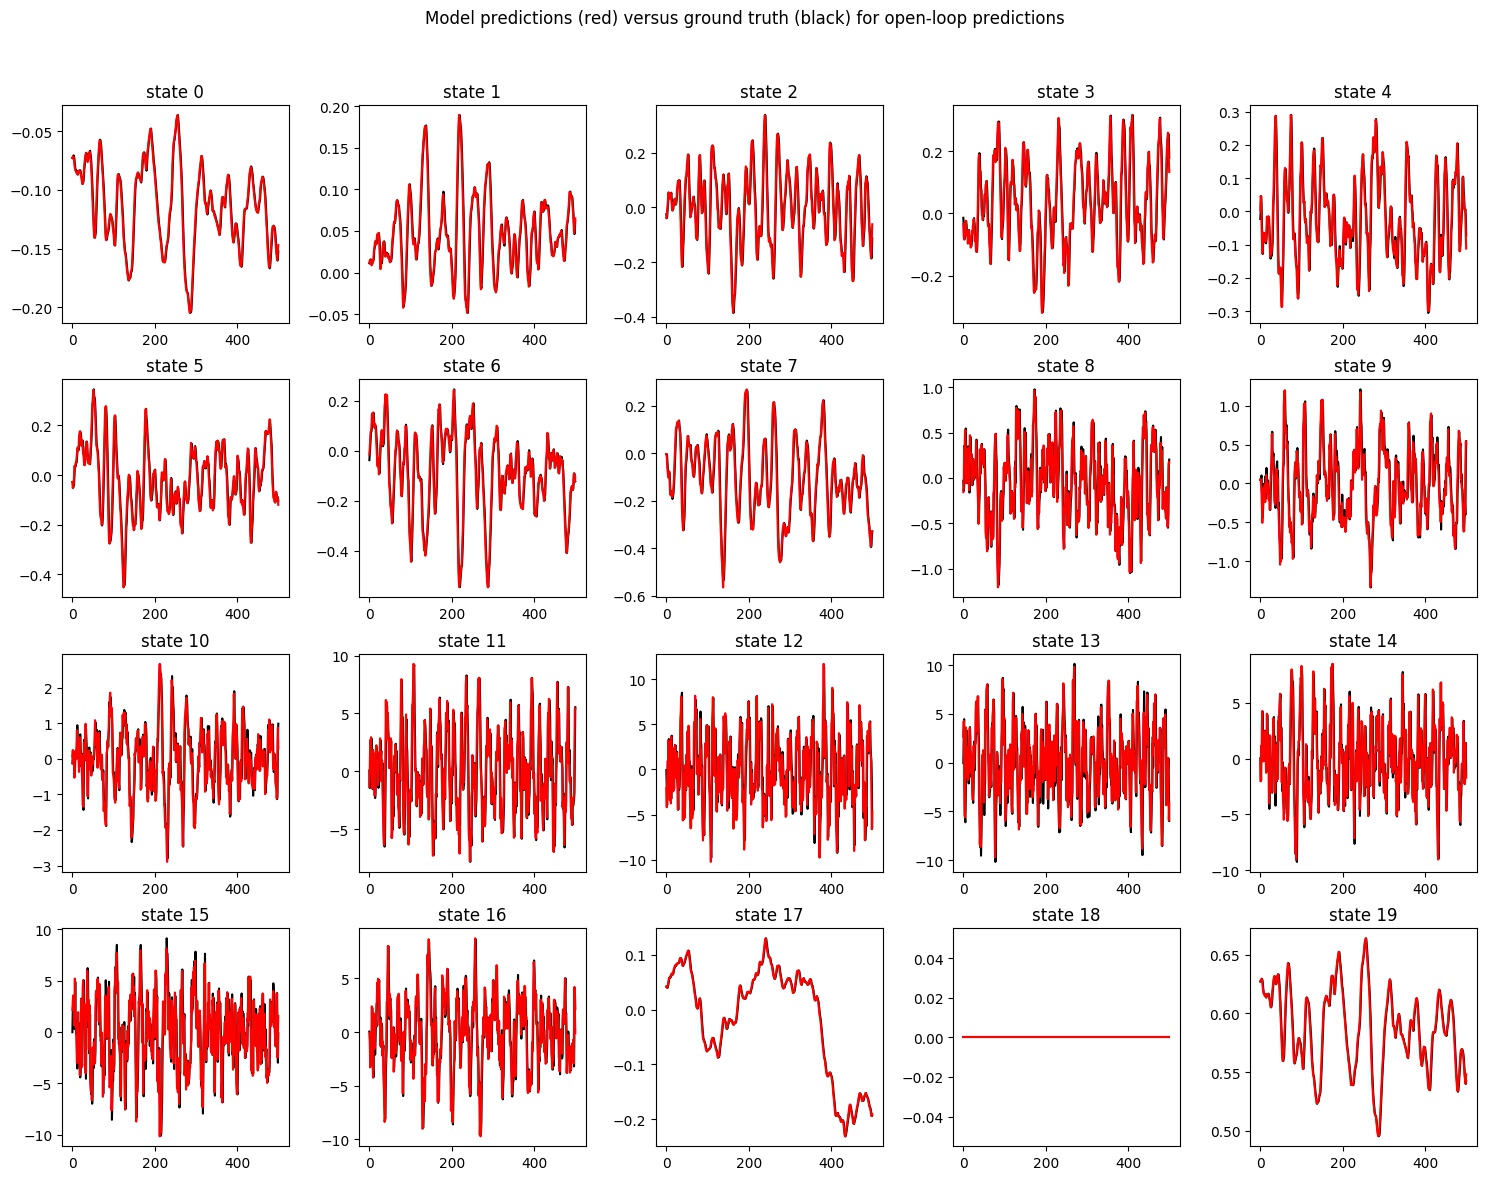 Model predictions (red) versus ground truth (black) for open-loop predictions
state 0 state 1 state 2 state 3 state 4
−0.05 −0.10 −0.15 −0.20
0.20 0.15 0.10 0.05 0.00 −0.05
0.2 0.0 −0.2 −0.4
0.2 0.0 −0.2
0.3 0.2 0.1 0.0 −0.1 −0.2 −0.3
0 200 400 0 200 400 0 200 400 0 200 400 0 200 400
state 5 state 6 state 7 state 8 state 9
0.2 0.0 −0.2 −0.4
0.2 0.0 −0.2 −0.4
0.2 0.0 −0.2 −0.4 −0.6
1.0 0.5 0.0 −0.5 −1.0
1.0 0.5 0.0 −0.5 −1.0
0 200 400 0 200 400 0 200 400 0 200 400 0 200 400
state 10 state 11 state 12 state 13 state 14
2 1 0 −1 −2 −3
10 5 0 −5
10 5 0 −5 −10
10 5 0 −5 −10
5 0 −5 −10
0 200 400 0 200 400 0 200 400 0 200 400 0 200 400
state 15 state 16 state 17 state 18 state 19
10 5 0 −5 −10
5 0 −5 −10
0.1 0.0 −0.1 −0.2
0.04 0.02 0.00 −0.02 −0.04
0.65 0.60 0.55 0.50
0 200 400 0 200 400 0 200 400 0 200 400 0 200 400